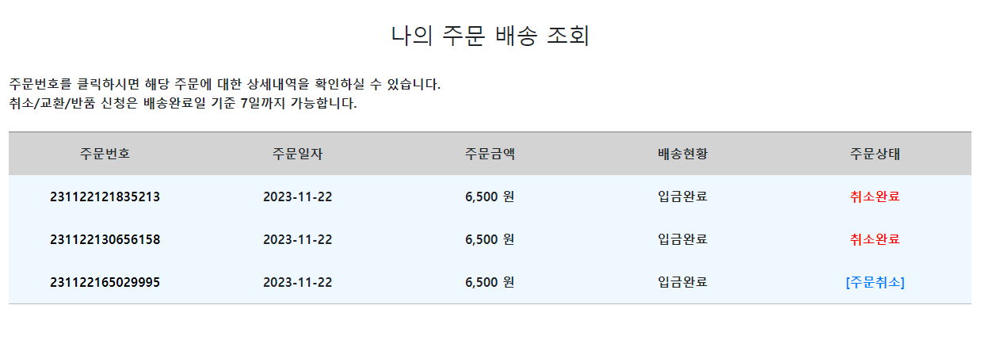 나의 주문 배송 조회
주문번호를 클릭하시면 해당 주문에 대한 상세내역을 확인하실 수 있습니다.
취소/교환/반품 신청은 배송완료일 기준 7일까지 가능합니다.
주문번호 주문일자 주문금액 배송현황 주문상태
231122121835213 2023-11-22 6,500 원 입금완료 취소완료
231122130656158 2023-11-22 6,500 원 입금완료 취소완료
231122165029995 2023-11-22 6,500 원 입금완료 [주문취소]